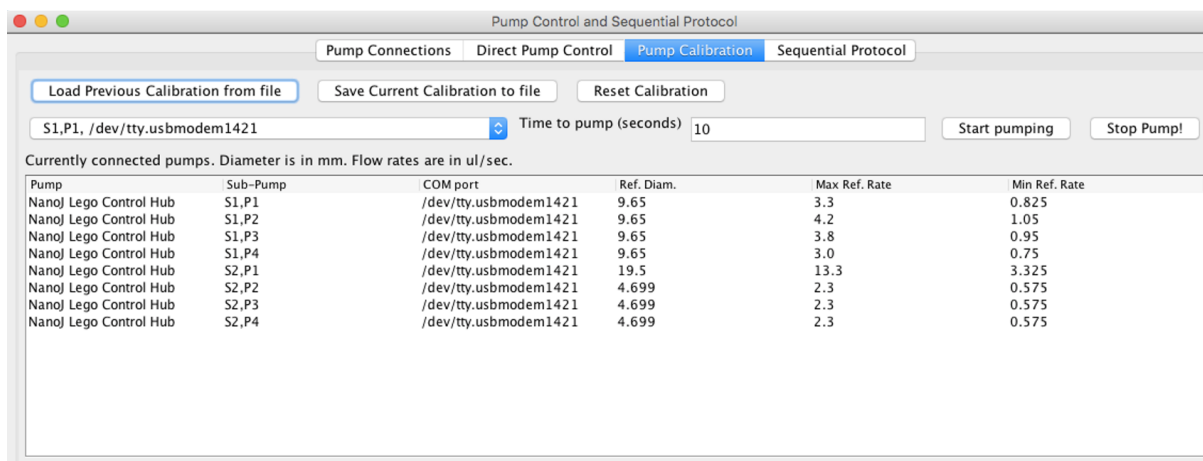 Pump Control and Sequential Protocol
Pump Connections Direct Pump Control Pump Calibration Sequential Protocol
Load Previous Calibration from file Save Current Calibration to file Reset Calibration
S1,P1, /dev/tty.usbmodem1421 Time to pump (seconds) 10 Start pumping Stop Pump!
Currently connected pumps. Diameter is in mm. Flow rates are in ul/sec.
Pump Sub-Pump COM port Ref. Diam. Max Ref. Rate Min Ref. Rate
NanoJ Lego Control Hub S1,P1 /dev/tty.usbmodem1421 9.65 3.3 0.825
NanoJ Lego Control Hub S1,P2 /dev/tty.usbmodem1421 9.65 4.2 1.05
NanoJ Lego Control Hub S1,P3 /dev/tty.usbmodem1421 9.65 3.8 0.95
NanoJ Lego Control Hub S1,P4 /dev/tty.usbmodem1421 9.65 3.0 0.75
NanoJ Lego Control Hub S2,P1 /dev/tty.usbmodem1421 19.5 13.3 3.325
NanoJ Lego Control Hub S2,P2 /dev/tty.usbmodem1421 4.699 2.3 0.575
NanoJ Lego Control Hub S2,P3 /dev/tty.usbmodem1421 4.699 2.3 0.575
NanoJ Lego Control Hub S2,P4 /dev/tty.usbmodem1421 4.699 2.3 0.575